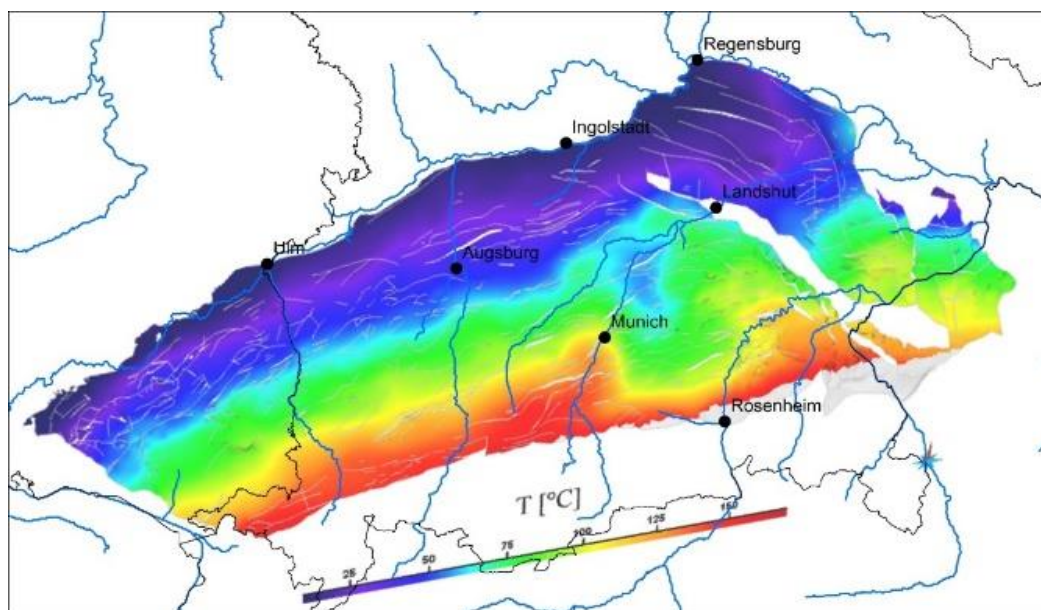 Regensburg
Ingolstadt
Landshut
Ulm
Augsburg
Munich
Rosenheim
T [°C]
25
50
75
100
125
150